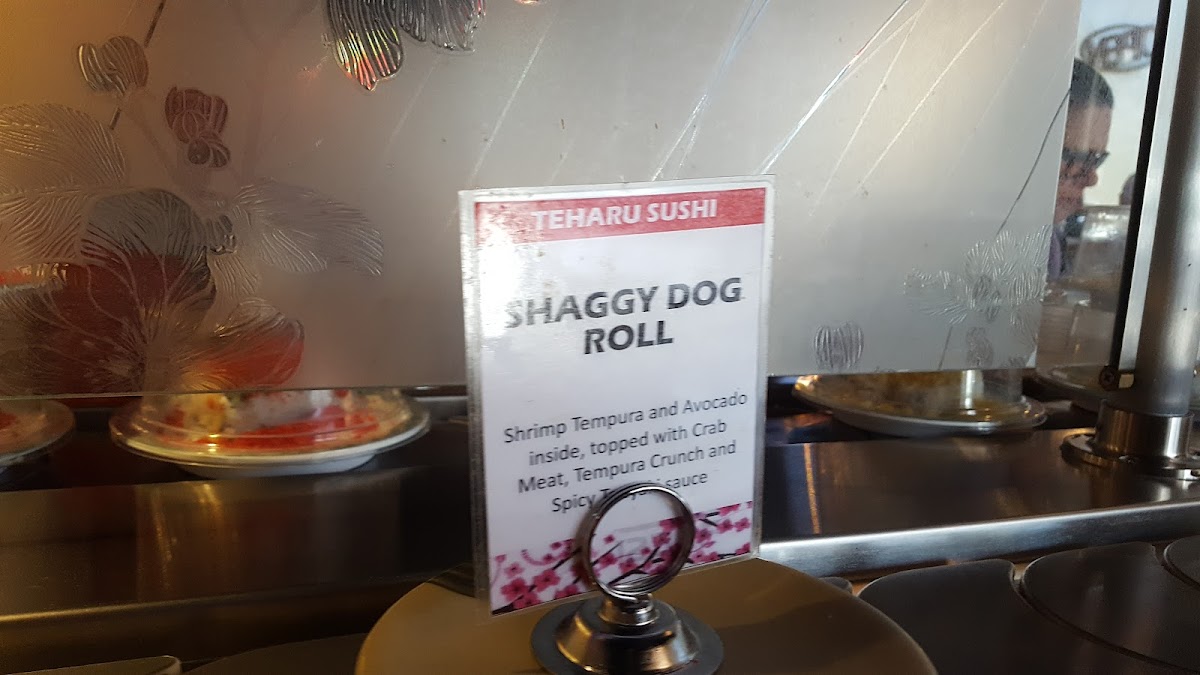 TEHARU SUSHI
SHAGGY DOG
ROLL
Shrimp Tempura and Avocado
inside, topped with Crab
Meat, Tempura Crunch and
Spicy sauce